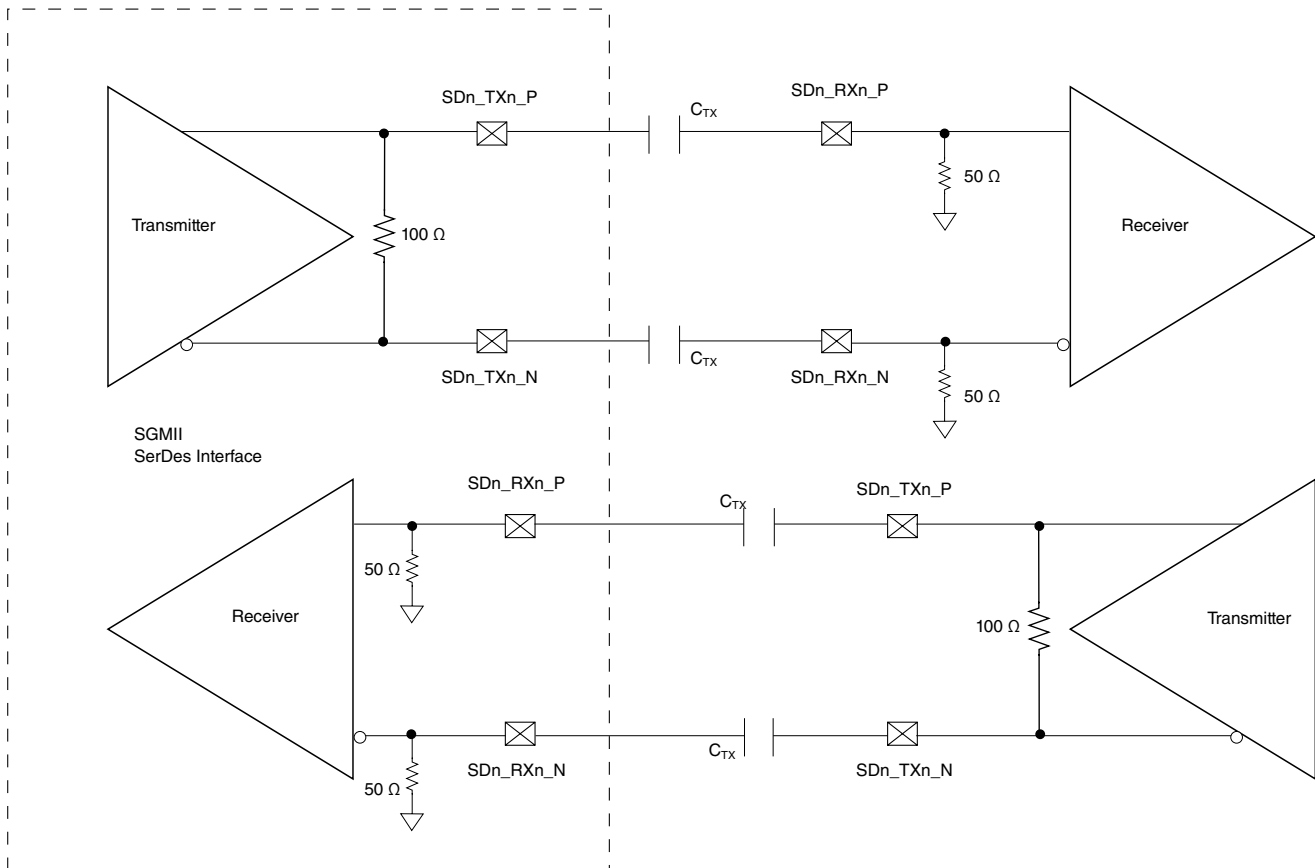 SDn_TXn_P
CTX
SDn_RXn_P
50 Ω
Transmitter
100 Ω
Receiver
SDn_TXn_N
CTX
SDn_RXn_N
50 Ω
SGMII
SerDes Interface
SDn_RXn_P
CTX
SDn_TXn_P
50 Ω
Receiver
100 Ω
Transmitter
SDn_RXn_N
CTX
SDn_TXn_N
50 Ω